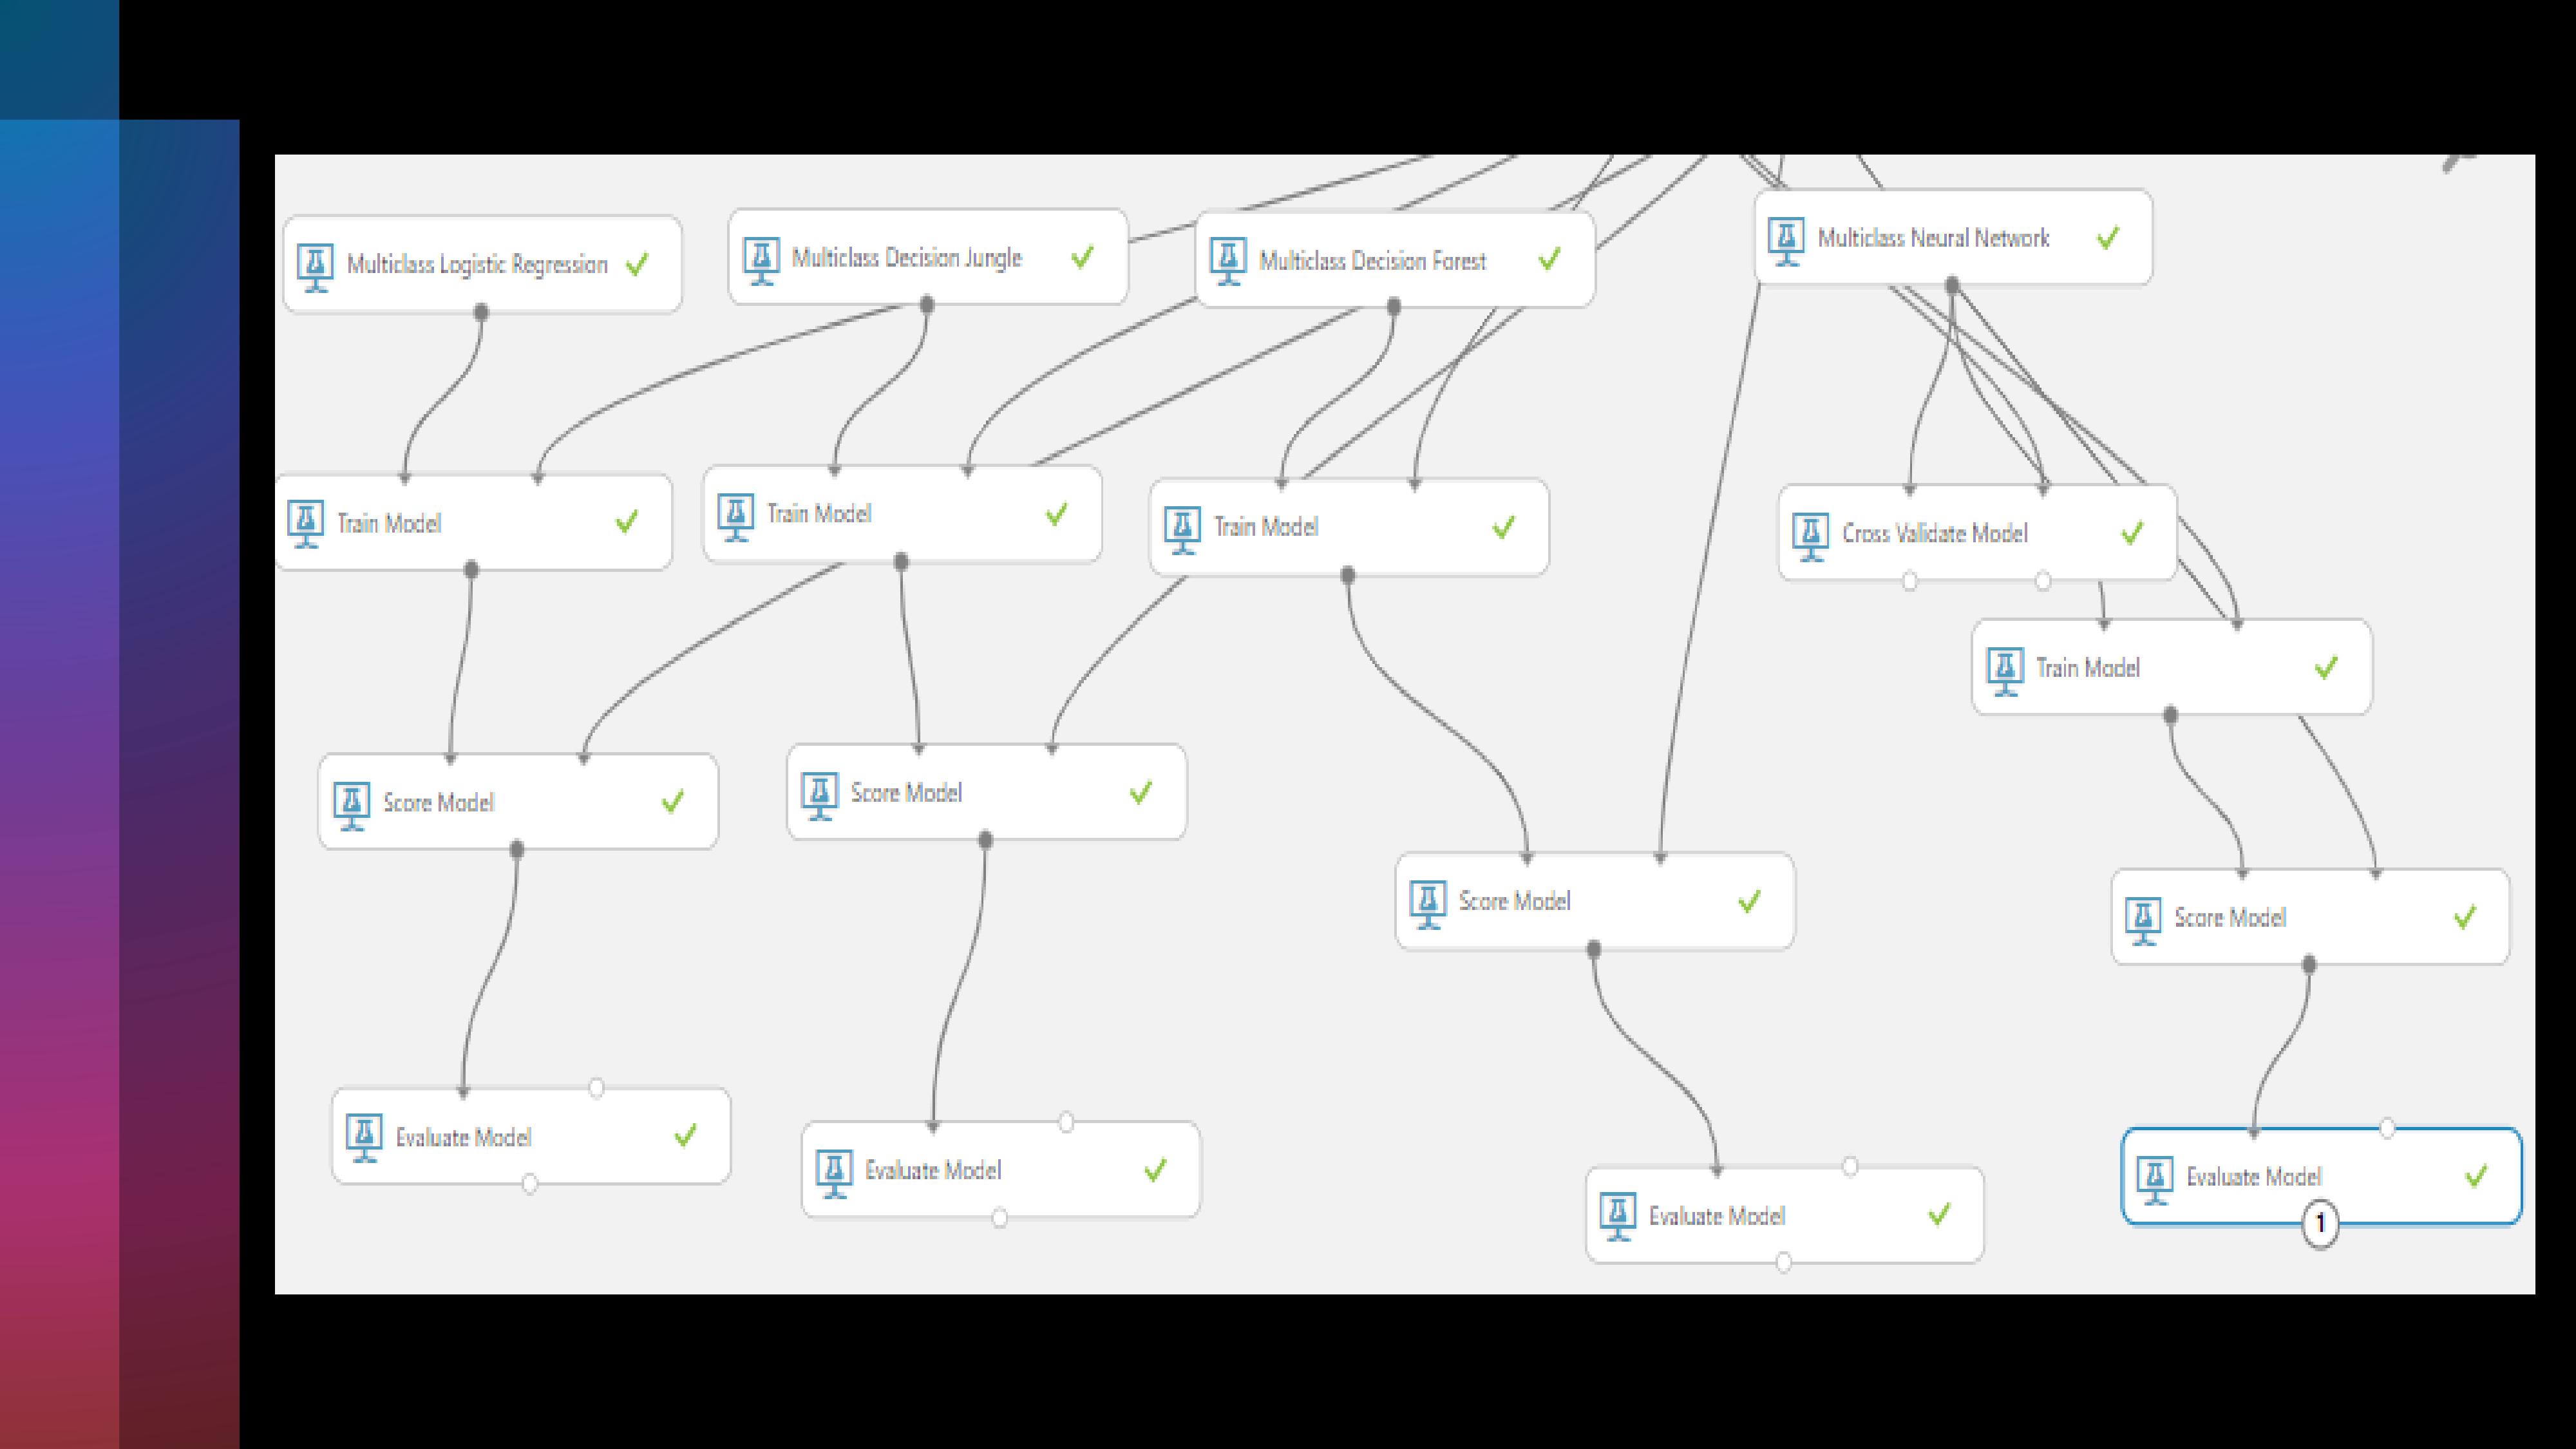 Multiclass Logistic Regression
Multiclass Decision Jungle
Multiclass Decision Forest
Multiclass Neural Network
Train Model
Train Model
Train Model
Cross Validate Model
Train Model
Score Model
Score Model
Score Model
Score Model
Evaluate Model
Evaluate Model
Evaluate Model
Evaluate Model
1